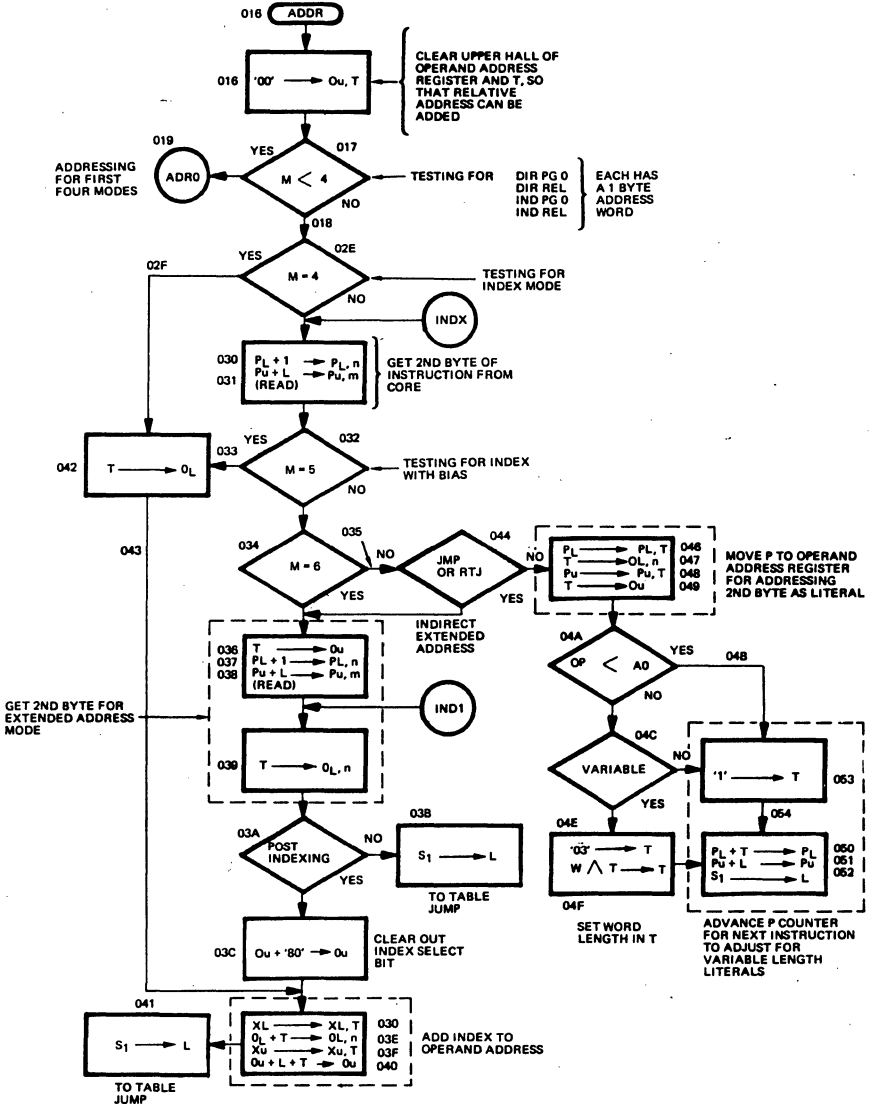 016 ADDR
016 '00' → Ou, T
CLEAR UPPER HALL OF
OPERAND ADDRESS
REGISTER AND T, SO
THAT RELATIVE
ADDRESS CAN BE
ADDED
019
ADR0
ADDRESSING
FOR FIRST
FOUR MODES
YES
017
M < 4
NO
TESTING FOR
DIR PG 0
DIR REL
IND PG 0
IND REL
EACH HAS
A 1 BYTE
ADDRESS
WORD
018
02E
02F
YES
M = 4
NO
TESTING FOR
INDEX MODE
INDX
030 PL + 1 → PL, n
031 Pu + L → Pu, m
(READ)
GET 2ND BYTE OF
INSTRUCTION FROM
CORE
YES
032
033
M = 5
NO
TESTING FOR INDEX
WITH BIAS
042 T → 0L
043
034
M = 6
035
NO
YES
044
JMP
OR RTJ
NO
YES
INDIRECT
EXTENDED
ADDRESS
PL → PL, T 046
T → OL, n 047
Pu → Pu, T 048
T → Ou 049
MOVE P TO OPERAND
ADDRESS REGISTER
FOR ADDRESSING
2ND BYTE AS LITERAL
036 T → 0u
037 PL + 1 → PL, n
038 Pu + L → Pu, m
(READ)
GET 2ND BYTE FOR
EXTENDED ADDRESS
MODE
IND1
039 T → 0L, n
04A
OP < A0
YES
04B
NO
04C
VARIABLE
NO
YES
'1' → T 053
054
04E
'03' → T
W ∧ T → T
04F
SET WORD
LENGTH IN T
PL + T → PL 050
Pu + L → Pu 051
S1 → L 052
ADVANCE P COUNTER
FOR NEXT INSTRUCTION
TO ADJUST FOR
VARIABLE LENGTH
LITERALS
03A
POST
INDEXING
NO
YES
03B
S1 → L
TO TABLE
JUMP
03C Ou + '80' → 0u
CLEAR OUT
INDEX SELECT
BIT
041
S1 → L
TO TABLE
JUMP
XL → XL, T 030
0L + T → 0L, n 03E
Xu → Xu, T 03F
0u + L + T → 0u 040
ADD INDEX TO
OPERAND ADDRESS